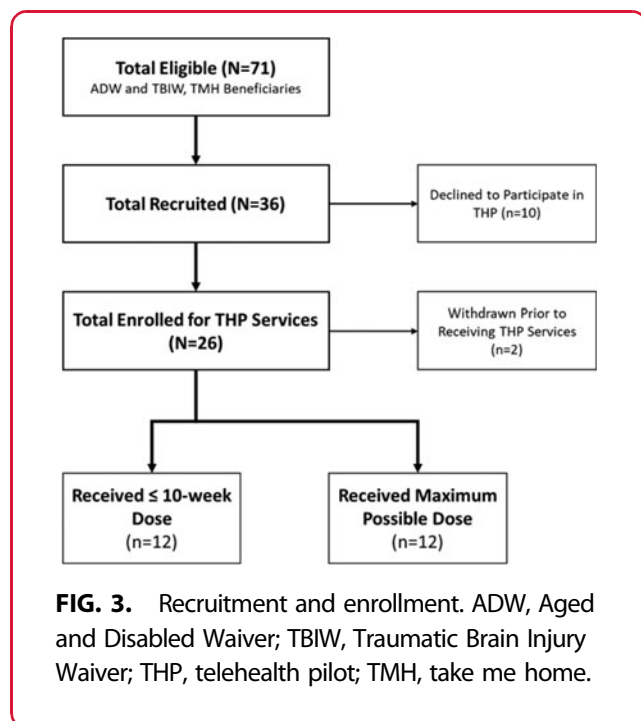 Total Eligible (N=71)
ADW and TBIW, TMH Beneficiaries
Total Recruited (N=36)
Declined to Participate in
THP (n=10)
Total Enrolled for THP Services
(N=26)
Withdrawn Prior to
Receiving THP Services
(n=2)
Received ≤ 10-week
Dose
(n=12)
Received Maximum
Possible Dose
(n=12)
FIG. 3. Recruitment and enrollment. ADW, Aged
and Disabled Waiver; TBIW, Traumatic Brain Injury
Waiver; THP, telehealth pilot; TMH, take me home.